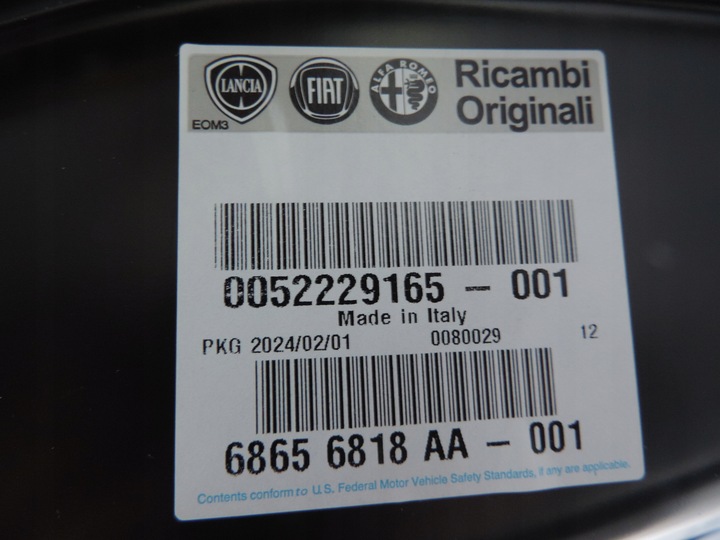 LANCIA FIAT ALFA ROMEO Ricambi
Originali
EOM3
0052229165 - 001
Made in Italy
PKG 2024/02/01 0080029 12
6865 6818 AA - 001
Contents conform to U.S. Federal Motor Vehicle Safety Standards, if any are applicable.